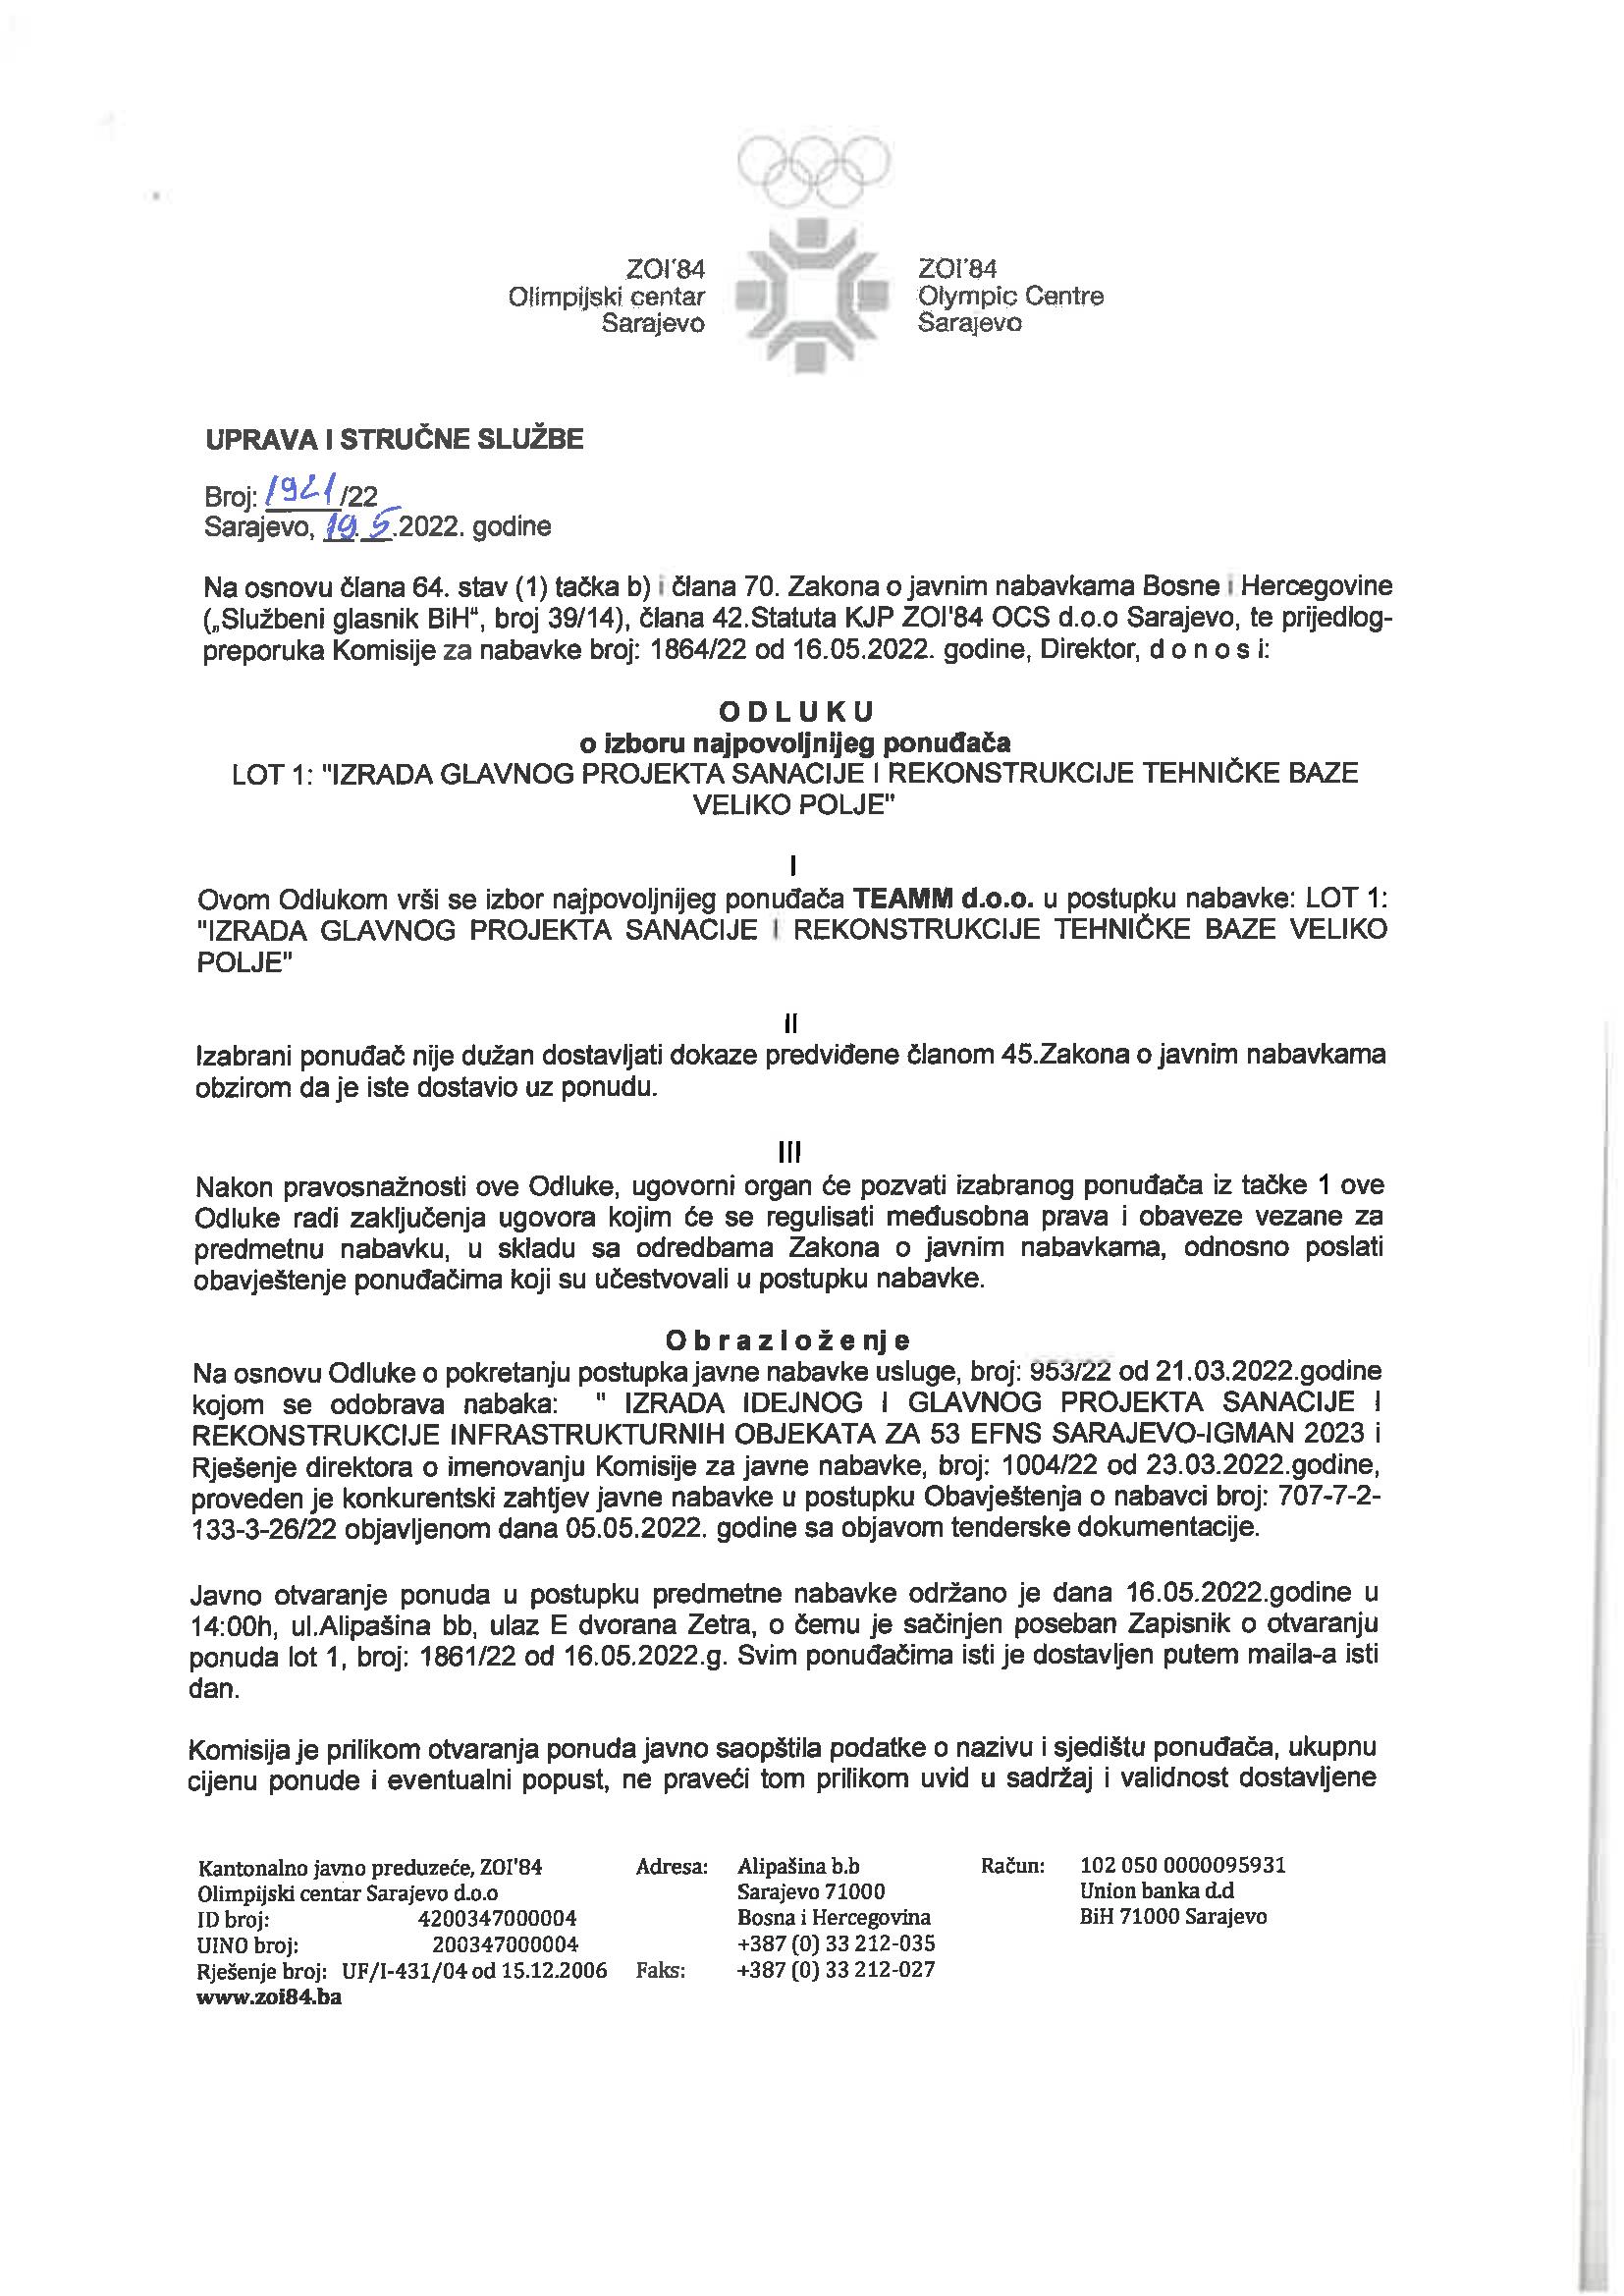 ZOI'84
Olimpijski centar
Sarajevo
ZOI'84
Olympic Centre
Sarajevo
UPRAVA I STRUČNE SLUŽBE
Broj: 1921/22
Sarajevo, 19.5.2022. godine
Na osnovu člana 64. stav (1) tačka b) i člana 70. Zakona o javnim nabavkama Bosne i Hercegovine
(„Službeni glasnik BiH“, broj 39/14), člana 42.Statuta KJP ZOI'84 OCS d.o.o Sarajevo, te prijedlog-
preporuka Komisije za nabavke broj: 1864/22 od 16.05.2022. godine, Direktor, d o n o s i:
O D L U K U
o izboru najpovoljnijeg ponuđača
LOT 1: "IZRADA GLAVNOG PROJEKTA SANACIJE I REKONSTRUKCIJE TEHNIČKE BAZE
VELIKO POLJE"
I
Ovom Odlukom vrši se izbor najpovoljnijeg ponuđača TEAMM d.o.o. u postupku nabavke: LOT 1:
"IZRADA GLAVNOG PROJEKTA SANACIJE I REKONSTRUKCIJE TEHNIČKE BAZE VELIKO
POLJE"
II
Izabrani ponuđač nije dužan dostavljati dokaze predviđene članom 45.Zakona o javnim nabavkama
obzirom da je iste dostavio uz ponudu.
III
Nakon pravosnažnosti ove Odluke, ugovorni organ će pozvati izabranog ponuđača iz tačke 1 ove
Odluke radi zaključenja ugovora kojim će se regulisati međusobna prava i obaveze vezane za
predmetnu nabavku, u skladu sa odredbama Zakona o javnim nabavkama, odnosno poslati
obavještenje ponuđačima koji su učestvovali u postupku nabavke.
O b r a z l o ž e nj e
Na osnovu Odluke o pokretanju postupka javne nabavke usluge, broj: 953/22 od 21.03.2022.godine
kojom se odobrava nabaka: " IZRADA IDEJNOG I GLAVNOG PROJEKTA SANACIJE I
REKONSTRUKCIJE INFRASTRUKTURNIH OBJEKATA ZA 53 EFNS SARAJEVO-IGMAN 2023 i
Rješenje direktora o imenovanju Komisije za javne nabavke, broj: 1004/22 od 23.03.2022.godine,
proveden je konkurentski zahtjev javne nabavke u postupku Obavještenja o nabavci broj: 707-7-2-
133-3-26/22 objavljenom dana 05.05.2022. godine sa objavom tenderske dokumentacije.
Javno otvaranje ponuda u postupku predmetne nabavke održano je dana 16.05.2022.godine u
14:00h, ul.Alipašina bb, ulaz E dvorana Zetra, o čemu je sačinjen poseban Zapisnik o otvaranju
ponuda lot 1, broj: 1861/22 od 16.05.2022.g. Svim ponuđačima isti je dostavljen putem maila-a isti
dan.
Komisija je prilikom otvaranja ponuda javno saopštila podatke o nazivu i sjedištu ponuđača, ukupnu
cijenu ponude i eventualni popust, ne praveći tom prilikom uvid u sadržaj i validnost dostavljene
Kantonalno javno preduzeće, ZOI'84 Adresa: Alipašina b.b Račun: 102 050 0000095931
Olimpijski centar Sarajevo d.o.o Sarajevo 71000 Union banka d.d
ID broj: 4200347000004 Bosna i Hercegovina BiH 71000 Sarajevo
UINO broj: 200347000004 +387 (0) 33 212-035
Rješenje broj: UF/I-431/04 od 15.12.2006 Faks: +387 (0) 33 212-027
www.zoi84.ba